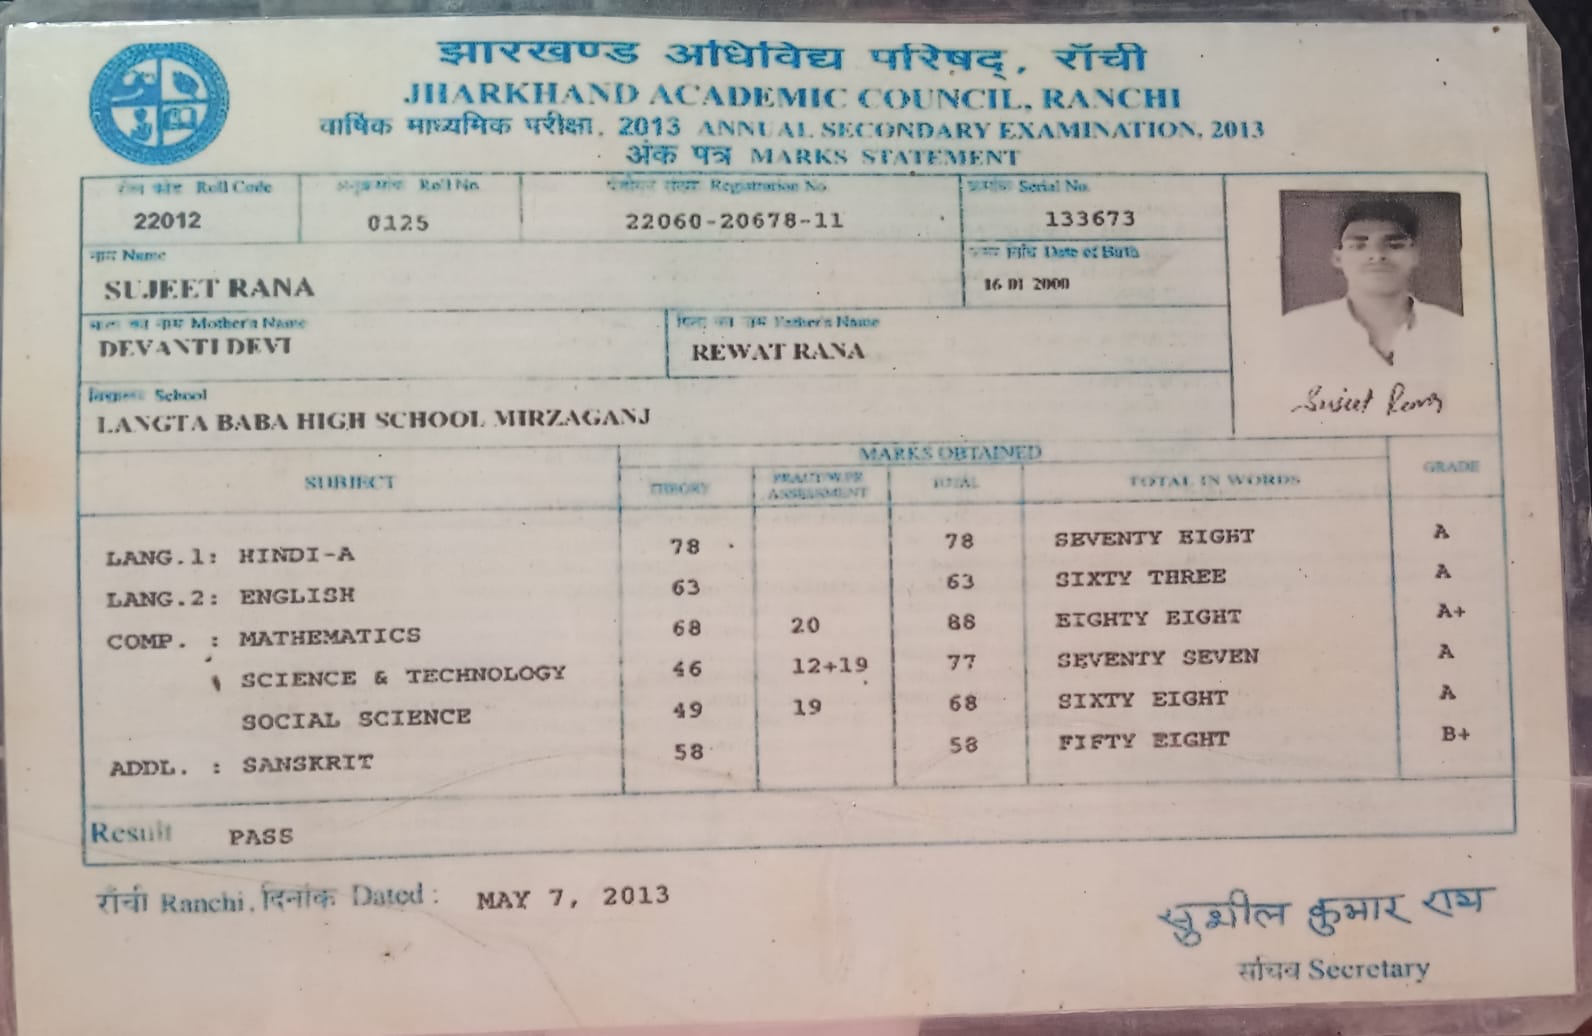 झारखण्ड अधिविद्य परिषद्, राँची
JHARKHAND ACADEMIC COUNCIL, RANCHI
वार्षिक माध्यमिक परीक्षा, 2013 ANNUAL SECONDARY EXAMINATION, 2013
अंक पत्र MARKS STATEMENT
Roll Code Roll No. Registration No. Serial No.
22012 0125 22060-20678-11 133673
नाम Name Date of Birth
SUJEET RANA 16 01 2000
Mother's Name Father's Name
DEVANTI DEVI REWAT RANA
School
LANGTA BABA HIGH SCHOOL MIRZAGANJ
Sujeet Rana
SUBJECT MARKS OBTAINED GRADE
THEORY ASSESSMENT TOTAL TOTAL IN WORDS
LANG.1: HINDI-A 78 78 SEVENTY EIGHT A
LANG.2: ENGLISH 63 63 SIXTY THREE A
COMP. : MATHEMATICS 68 20 88 EIGHTY EIGHT A+
SCIENCE & TECHNOLOGY 46 12+19 77 SEVENTY SEVEN A
SOCIAL SCIENCE 49 19 68 SIXTY EIGHT A
ADDL. : SANSKRIT 58 58 FIFTY EIGHT B+
Result PASS
राँची Ranchi, दिनांक Dated : MAY 7, 2013
सुशील कुमार राय
सचिव Secretary